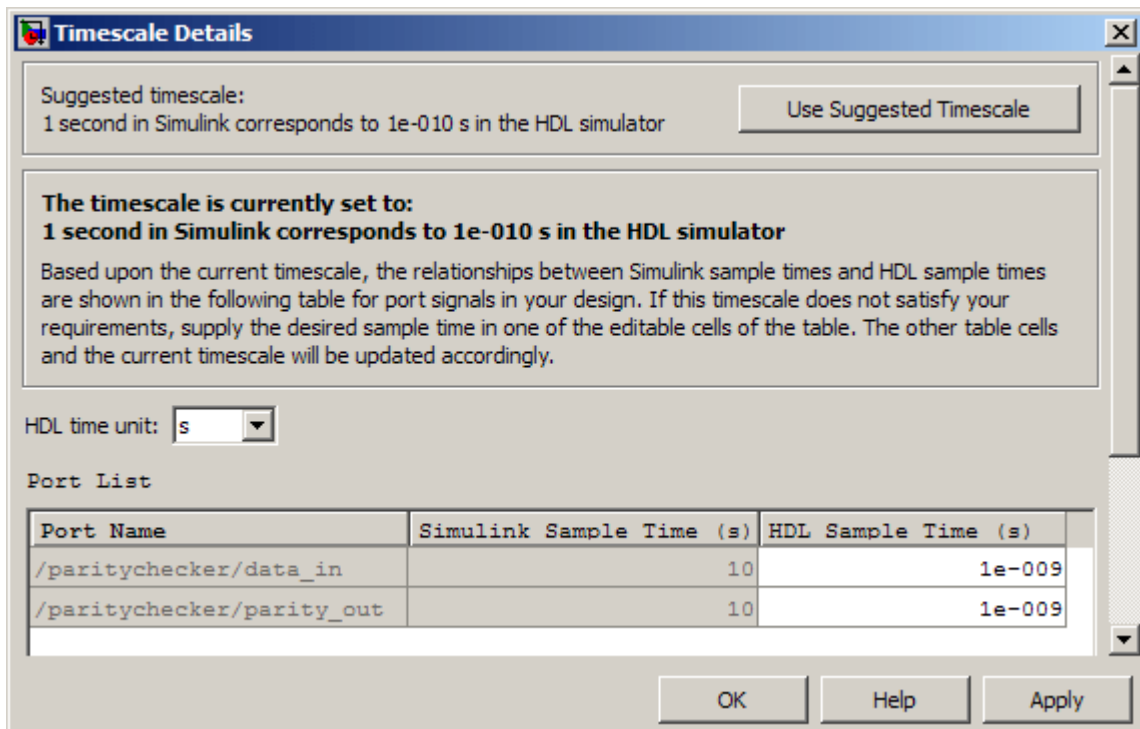 Timescale Details
Suggested timescale:
1 second in Simulink corresponds to 1e-010 s in the HDL simulator
Use Suggested Timescale
The timescale is currently set to:
1 second in Simulink corresponds to 1e-010 s in the HDL simulator
Based upon the current timescale, the relationships between Simulink sample times and HDL sample times
are shown in the following table for port signals in your design. If this timescale does not satisfy your
requirements, supply the desired sample time in one of the editable cells of the table. The other table cells
and the current timescale will be updated accordingly.
HDL time unit: s
Port List
Port Name Simulink Sample Time (s) HDL Sample Time (s)
/paritychecker/data_in 10 1e-009
/paritychecker/parity_out 10 1e-009
OK Help Apply